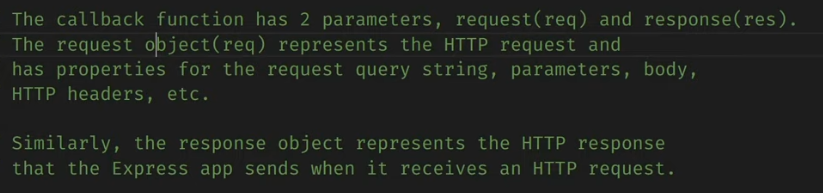 The callback function has 2 parameters, request(req) and response(res).
The request object(req) represents the HTTP request and
has properties for the request query string, parameters, body,
HTTP headers, etc.
Similarly, the response object represents the HTTP response
that the Express app sends when it receives an HTTP request.